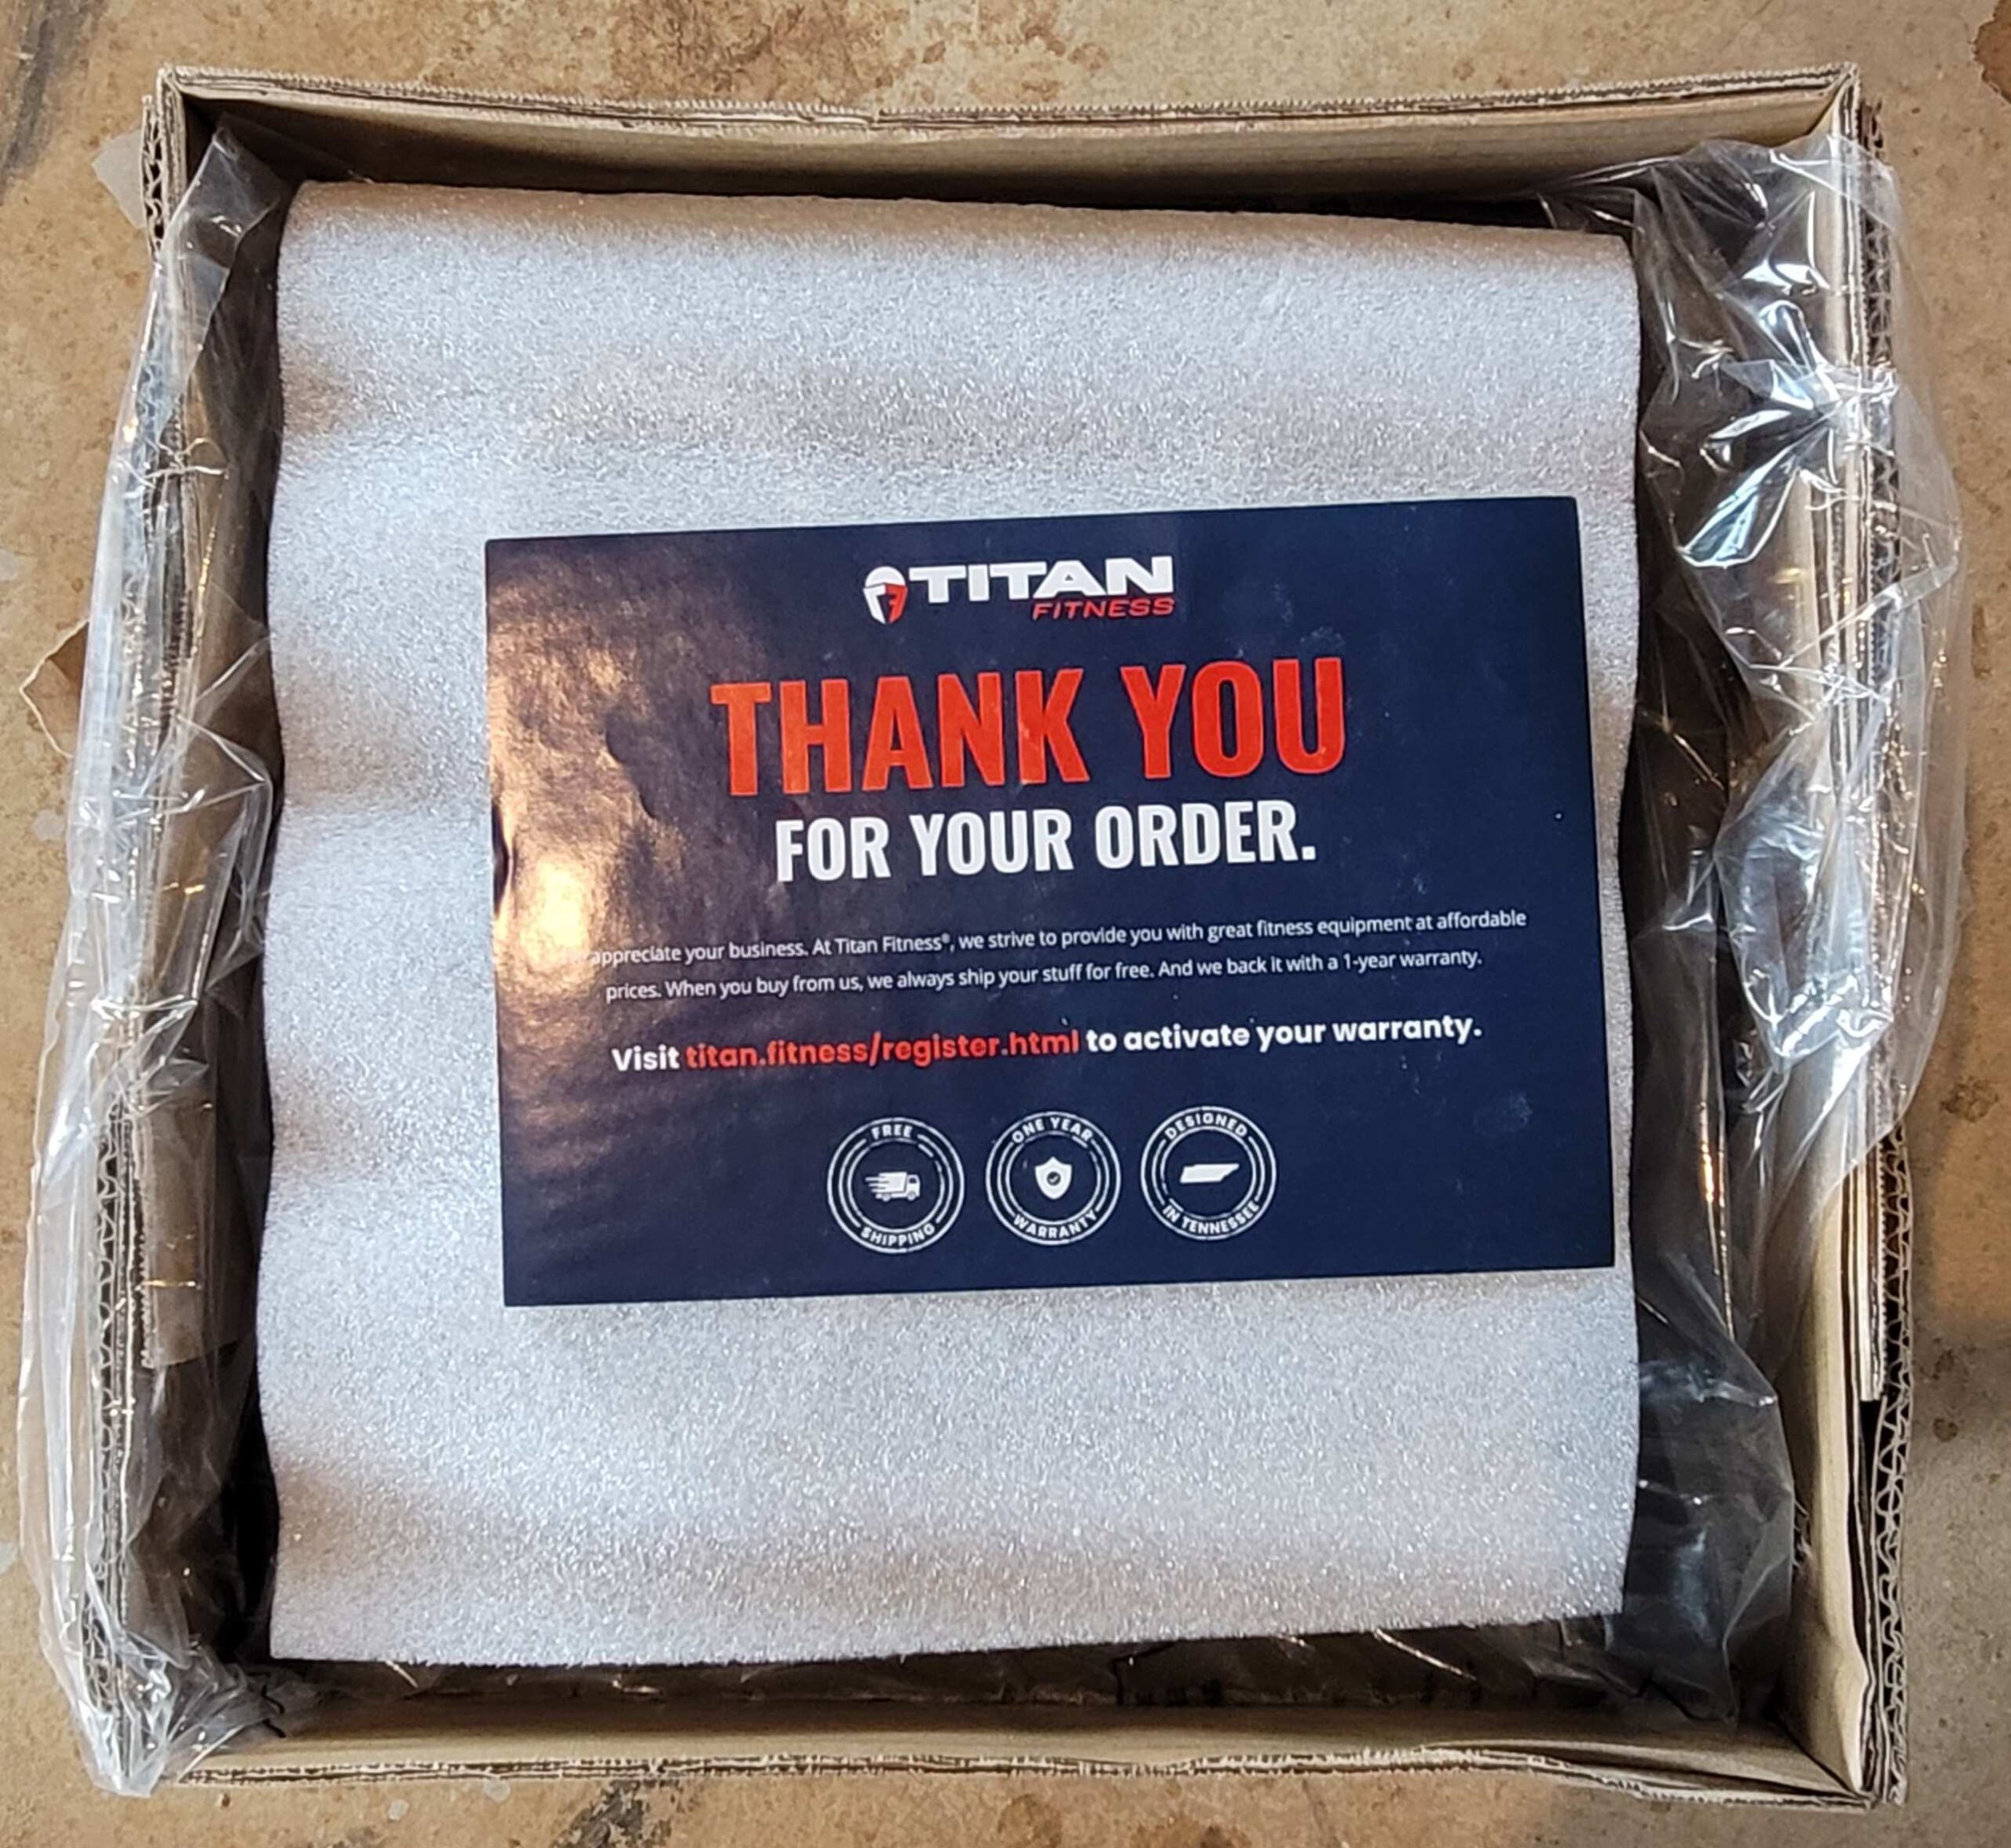 TITAN
FITNESS
THANK YOU
FOR YOUR ORDER.
appreciate your business. At Titan Fitness®, we strive to provide you with great fitness equipment at affordable
prices. When you buy from us, we always ship your stuff for free. And we back it with a 1-year warranty.
Visit titan.fitness/register.html to activate your warranty.
FREE
SHIPPING
ONE YEAR
WARRANTY
DESIGNED
IN TENNESSEE